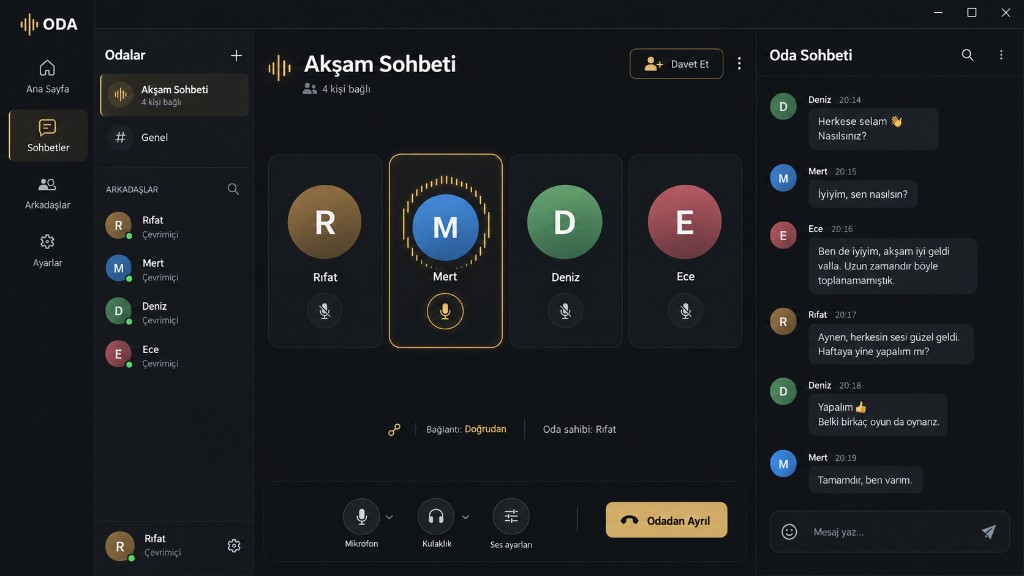 ODA
Ana Sayfa
Sohbetler
Arkadaşlar
Ayarlar
Odalar
Akşam Sohbeti
4 kişi bağlı
# Genel
ARKADAŞLAR
R
Rıfat
Çevrimiçi
M
Mert
Çevrimiçi
D
Deniz
Çevrimiçi
E
Ece
Çevrimiçi
R
Rıfat
Çevrimiçi
Akşam Sohbeti
4 kişi bağlı
Davet Et
R
Rıfat
M
Mert
D
Deniz
E
Ece
Bağlantı: Doğrudan
Oda sahibi: Rıfat
Mikrofon
Kulaklık
Ses ayarları
Odadan Ayrıl
Oda Sohbeti
D
Deniz 20:14
Herkese selam 👋
Nasılsınız?
M
Mert 20:15
İyiyim, sen nasılsın?
E
Ece 20:16
Ben de iyiyim, akşam iyi geldi
valla. Uzun zamandır böyle
toplanamamıştık.
R
Rıfat 20:17
Aynen, herkesin sesi güzel geldi.
Haftaya yine yapalım mı?
D
Deniz 20:18
Yapalım 👍
Belki birkaç oyun da oynarız.
M
Mert 20:19
Tamamdır, ben varım.
Mesaj yaz...